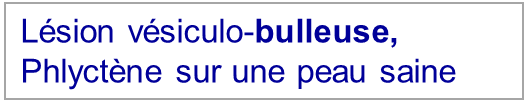 Lésion vésiculo-bulleuse,
Phlyctène sur une peau saine